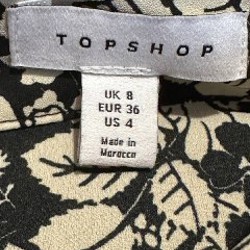 TOPSHOP
UK 8
EUR 36
US 4
Made in
Morocco